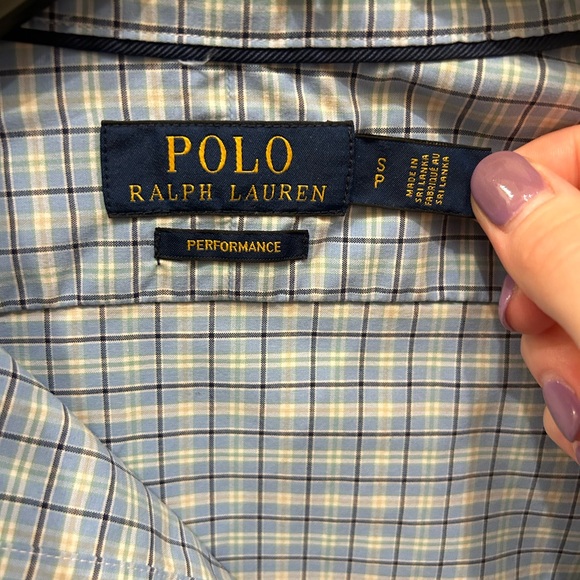 POLO
RALPH LAUREN
PERFORMANCE
S
P
MADE IN
SRI LANKA
FABRIQUÉ AU
SRI LANKA